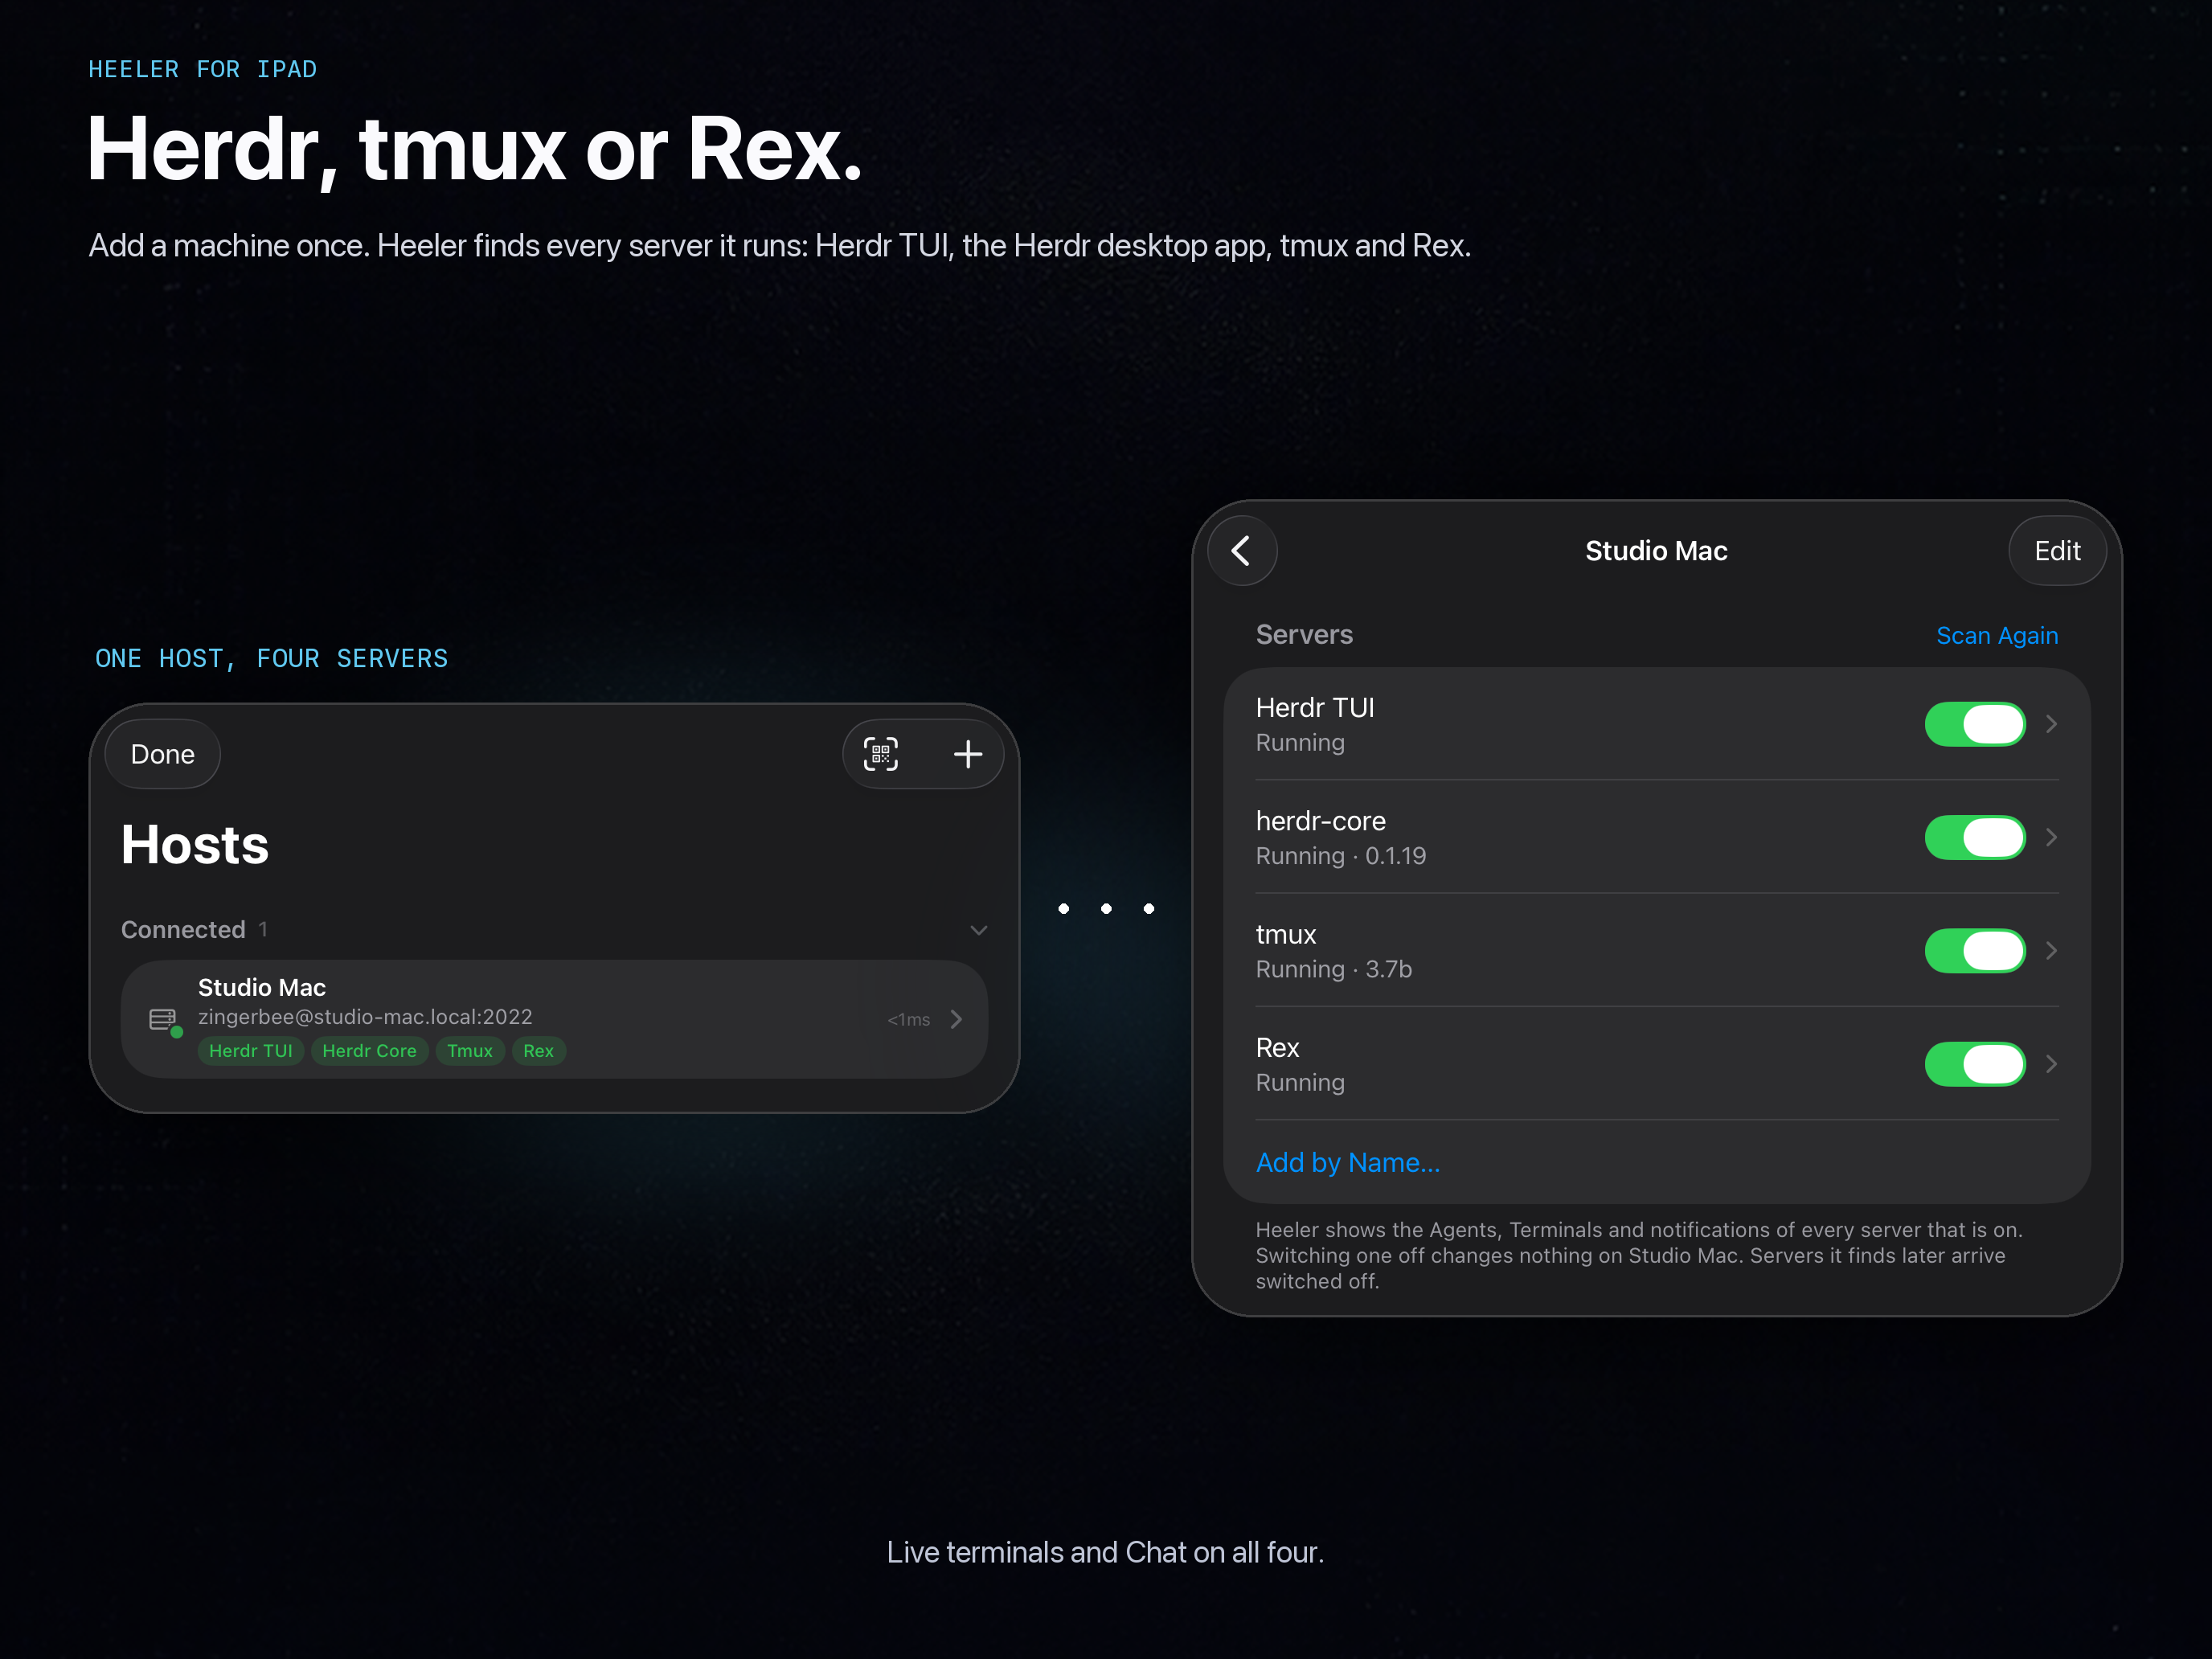 HEELER FOR IPAD
Herdr, tmux or Rex.
Add a machine once. Heeler finds every server it runs: Herdr TUI, the Herdr desktop app, tmux and Rex.
ONE HOST, FOUR SERVERS
Done
Hosts
Connected 1
Studio Mac
zingerbee@studio-mac.local:2022
<1ms
Herdr TUI Herdr Core Tmux Rex
Studio Mac
Edit
Servers
Scan Again
Herdr TUI
Running
herdr-core
Running · 0.1.19
tmux
Running · 3.7b
Rex
Running
Add by Name...
Heeler shows the Agents, Terminals and notifications of every server that is on.
Switching one off changes nothing on Studio Mac. Servers it finds later arrive
switched off.
Live terminals and Chat on all four.